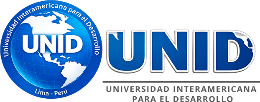 Universidad Interamericana para el Desarrollo
UNID
Lima - Perú
UNID
UNIVERSIDAD INTERAMERICANA
PARA EL DESARROLLO